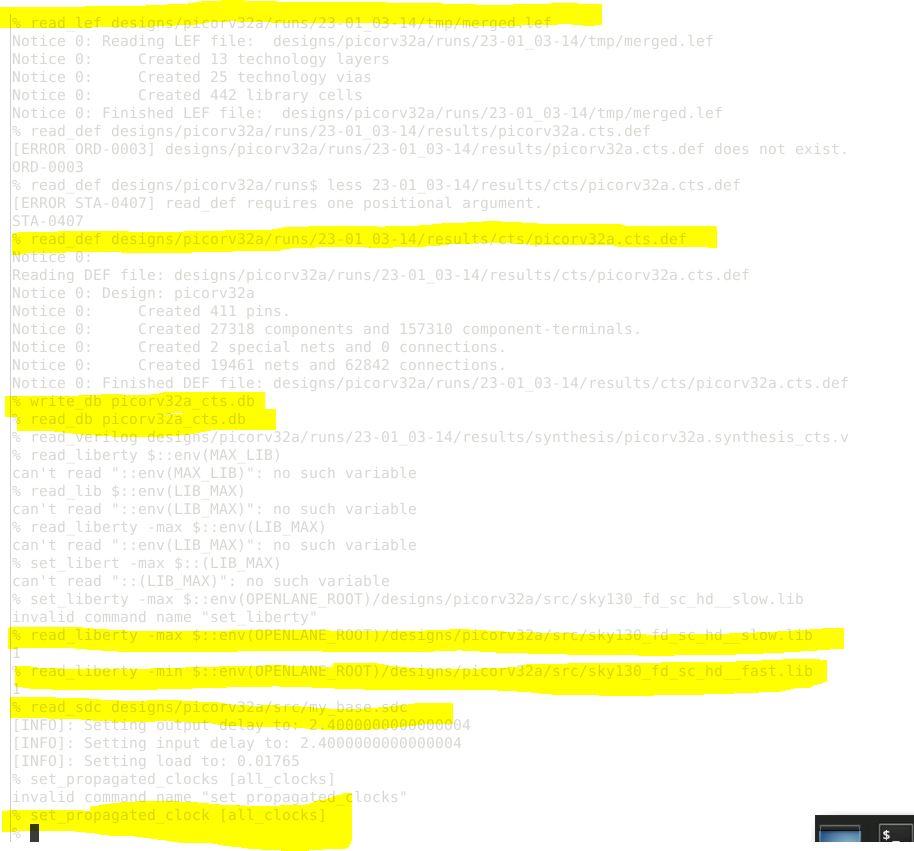 % read_lef designs/picorv32a/runs/23-01_03-14/tmp/merged.lef
Notice 0: Reading LEF file:  designs/picorv32a/runs/23-01_03-14/tmp/merged.lef
Notice 0:     Created 13 technology layers
Notice 0:     Created 25 technology vias
Notice 0:     Created 442 library cells
Notice 0: Finished LEF file:  designs/picorv32a/runs/23-01_03-14/tmp/merged.lef
% read_def designs/picorv32a/runs/23-01_03-14/results/picorv32a.cts.def
[ERROR ORD-0003] designs/picorv32a/runs/23-01_03-14/results/picorv32a.cts.def does not exist.
ORD-0003
% read_def designs/picorv32a/runs$ less 23-01_03-14/results/cts/picorv32a.cts.def
[ERROR STA-0407] read_def requires one positional argument.
STA-0407
% read_def designs/picorv32a/runs/23-01_03-14/results/cts/picorv32a.cts.def
Notice 0:
Reading DEF file: designs/picorv32a/runs/23-01_03-14/results/cts/picorv32a.cts.def
Notice 0: Design: picorv32a
Notice 0:     Created 411 pins.
Notice 0:     Created 27318 components and 157310 component-terminals.
Notice 0:     Created 2 special nets and 0 connections.
Notice 0:     Created 19461 nets and 62842 connections.
Notice 0: Finished DEF file: designs/picorv32a/runs/23-01_03-14/results/cts/picorv32a.cts.def
% write_db picorv32a_cts.db
% read_db picorv32a_cts.db
% read_verilog designs/picorv32a/runs/23-01_03-14/results/synthesis/picorv32a.synthesis_cts.v
% read_liberty $::env(MAX_LIB)
can't read "::env(MAX_LIB)": no such variable
% read_lib $::env(LIB_MAX)
can't read "::env(LIB_MAX)": no such variable
% read_liberty -max $::env(LIB_MAX)
can't read "::env(LIB_MAX)": no such variable
% set_libert -max $::(LIB_MAX)
can't read "::(LIB_MAX)": no such variable
% set_liberty -max $::env(OPENLANE_ROOT)/designs/picorv32a/src/sky130_fd_sc_hd__slow.lib
invalid command name "set_liberty"
% read_liberty -max $::env(OPENLANE_ROOT)/designs/picorv32a/src/sky130_fd_sc_hd__slow.lib
1
% read_liberty -min $::env(OPENLANE_ROOT)/designs/picorv32a/src/sky130_fd_sc_hd__fast.lib
1
% read_sdc designs/picorv32a/src/my_base.sdc
[INFO]: Setting output delay to: 2.4000000000000004
[INFO]: Setting input delay to: 2.4000000000000004
[INFO]: Setting load to: 0.01765
% set_propagated_clocks [all_clocks]
invalid command name "set_propagated_clocks"
% set_propagated_clock [all_clocks]
%
$